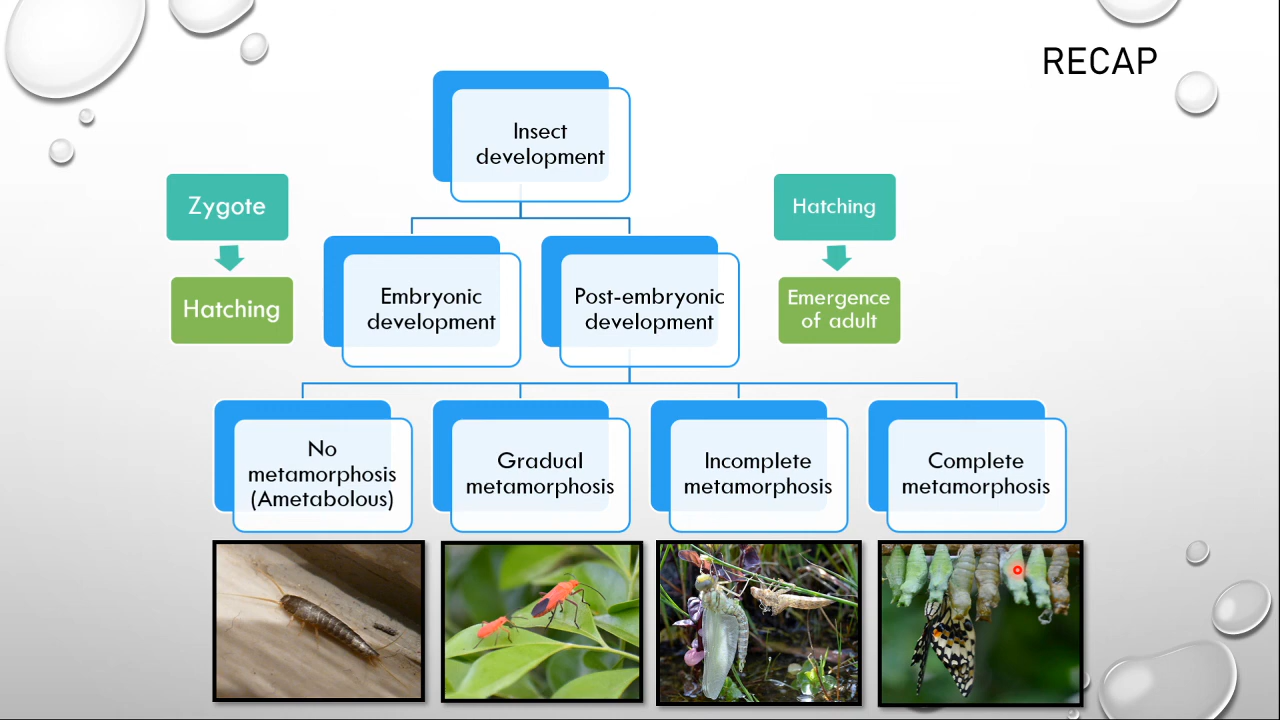 RECAP
Insect
development
Zygote
Hatching
Hatching
Emergence
of adult
Embryonic
development
Post-embryonic
development
No
metamorphosis
(Ametabolous)
Gradual
metamorphosis
Incomplete
metamorphosis
Complete
metamorphosis